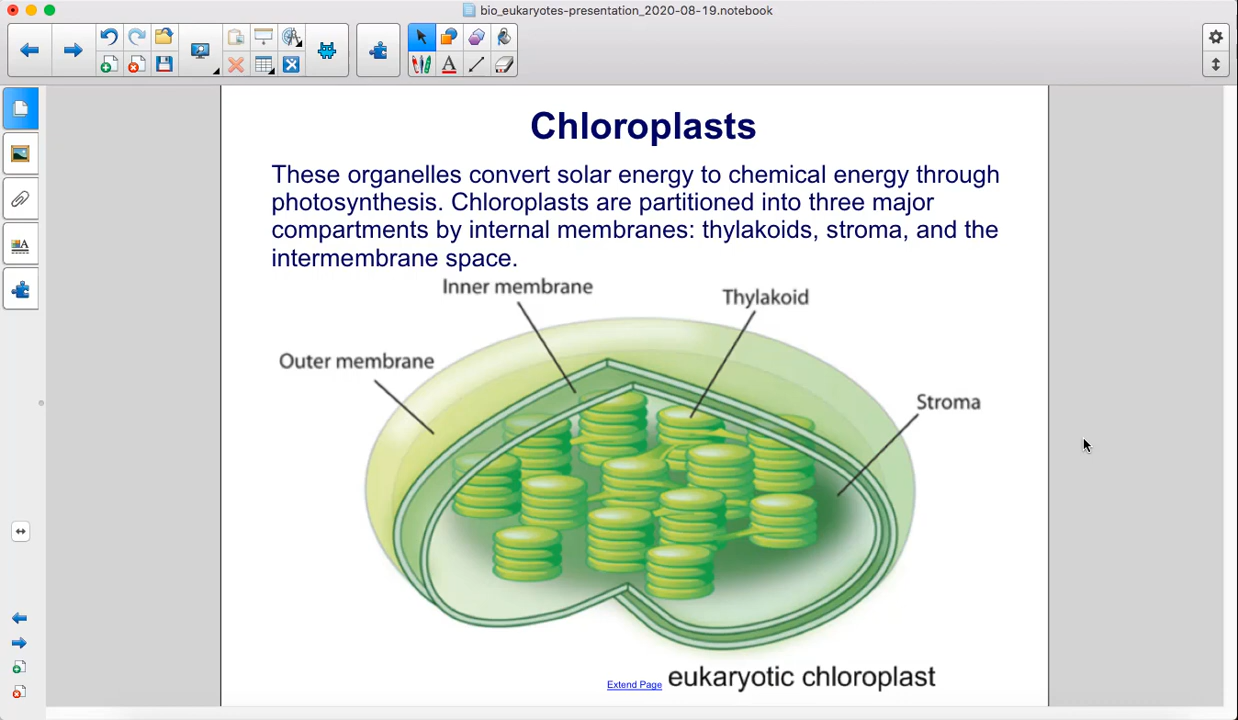 bio_eukaryotes-presentation_2020-08-19.notebook
Chloroplasts
These organelles convert solar energy to chemical energy through
photosynthesis. Chloroplasts are partitioned into three major
compartments by internal membranes: thylakoids, stroma, and the
intermembrane space.
Inner membrane
Thylakoid
Outer membrane
Stroma
Extend Page
eukaryotic chloroplast